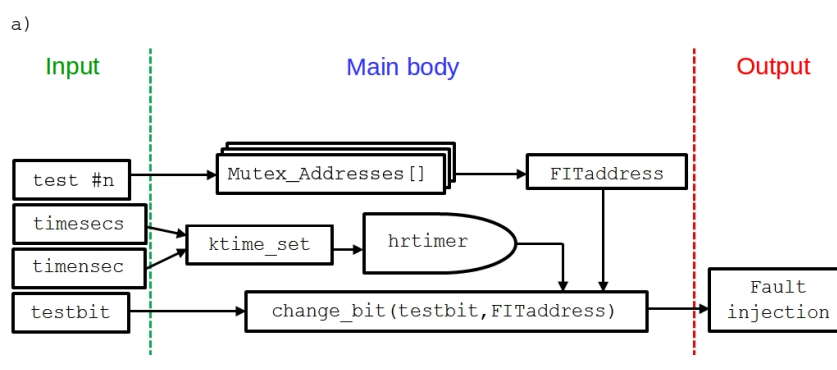 a)
Input
Main body
Output
test #n
Mutex_Addresses[]
FITaddress
timesecs
timensec
ktime_set
hrtimer
testbit
change_bit(testbit,FITaddress)
Fault
injection